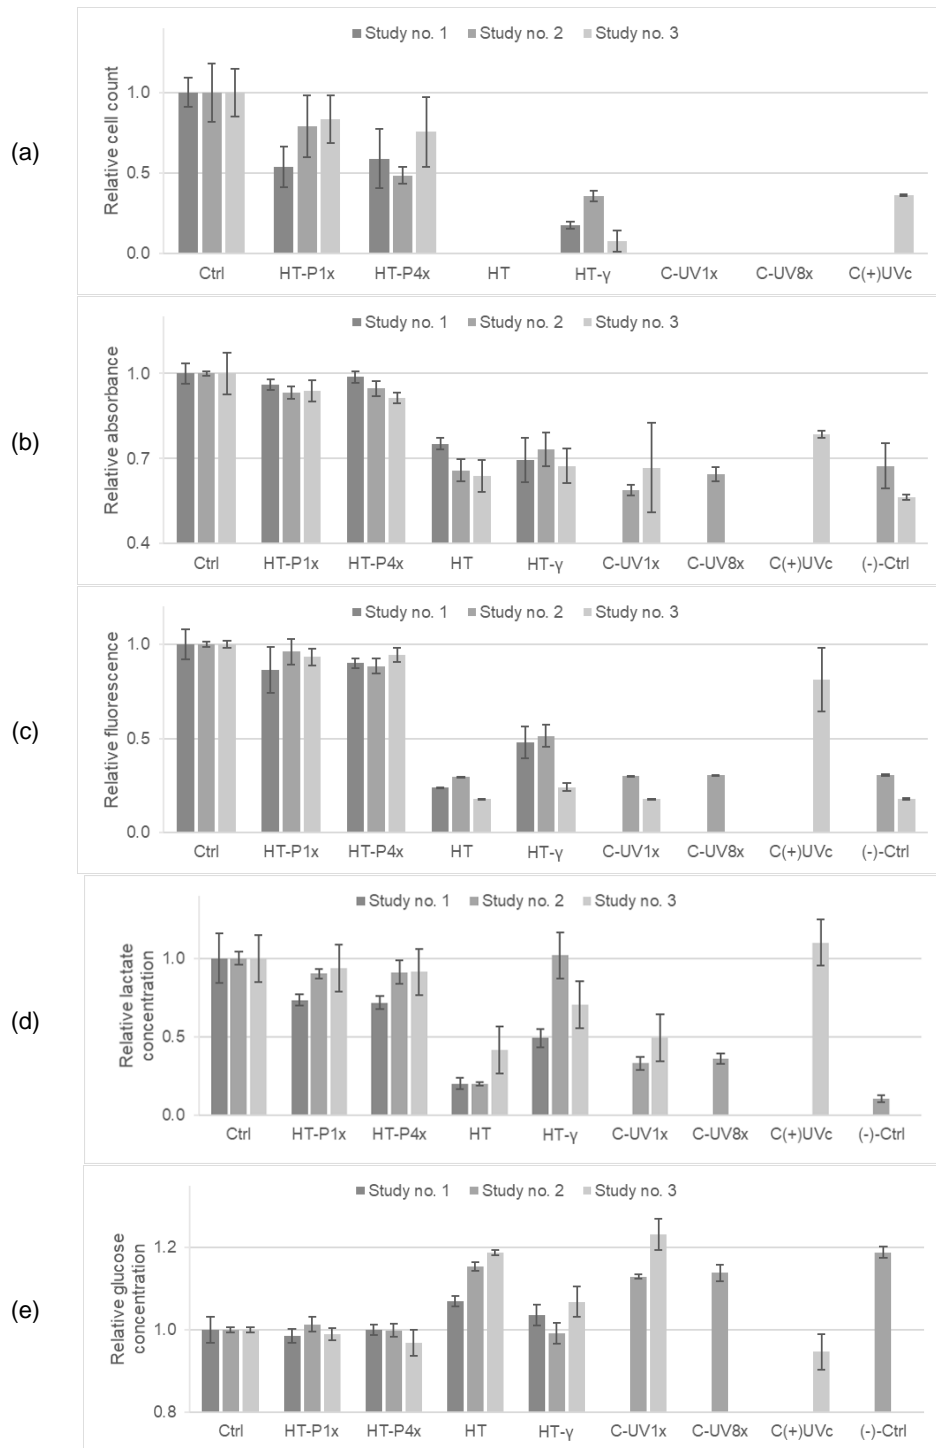 (a)
Study no. 1 Study no. 2 Study no. 3
Relative cell count
1.0
0.5
0.0
Ctrl HT-P1x HT-P4x HT HT-γ C-UV1x C-UV8x C(+)UVc
(b)
Study no. 1 Study no. 2 Study no. 3
Relative absorbance
1.0
0.7
0.4
Ctrl HT-P1x HT-P4x HT HT-γ C-UV1x C-UV8x C(+)UVc (-)-Ctrl
(c)
Study no. 1 Study no. 2 Study no. 3
Relative fluorescence
1.0
0.5
0.0
Ctrl HT-P1x HT-P4x HT HT-γ C-UV1x C-UV8x C(+)UVc (-)-Ctrl
(d)
Study no. 1 Study no. 2 Study no. 3
Relative lactate
concentration
1.0
0.5
0.0
Ctrl HT-P1x HT-P4x HT HT-γ C-UV1x C-UV8x C(+)UVc (-)-Ctrl
(e)
Study no. 1 Study no. 2 Study no. 3
Relative glucose
concentration
1.2
1.0
0.8
Ctrl HT-P1x HT-P4x HT HT-γ C-UV1x C-UV8x C(+)UVc (-)-Ctrl